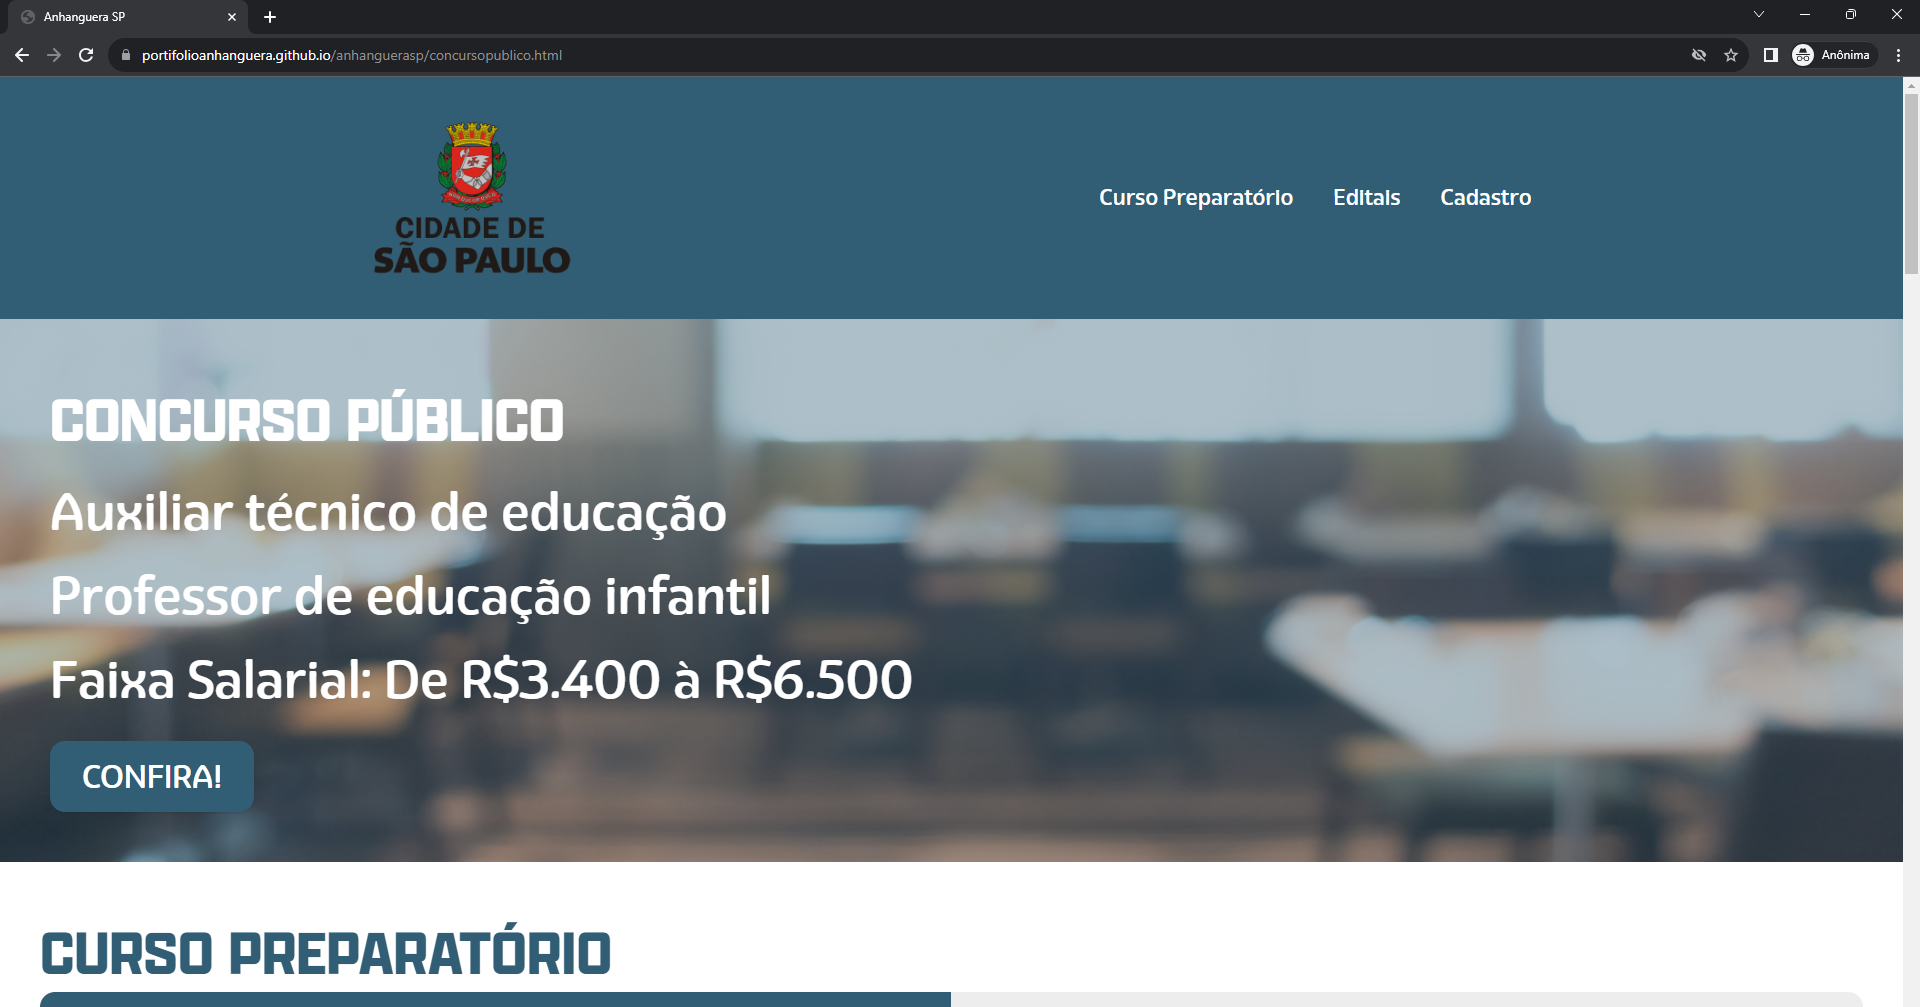 Anhanguera SP
portifolioanhanguera.github.io/anhanguerasp/concursopublico.html
Anônima
CIDADE DE
SÃO PAULO
Curso Preparatório
Editais
Cadastro
CONCURSO PÚBLICO
Auxiliar técnico de educação
Professor de educação infantil
Faixa Salarial: De R$3.400 à R$6.500
CONFIRA!
CURSO PREPARATÓRIO